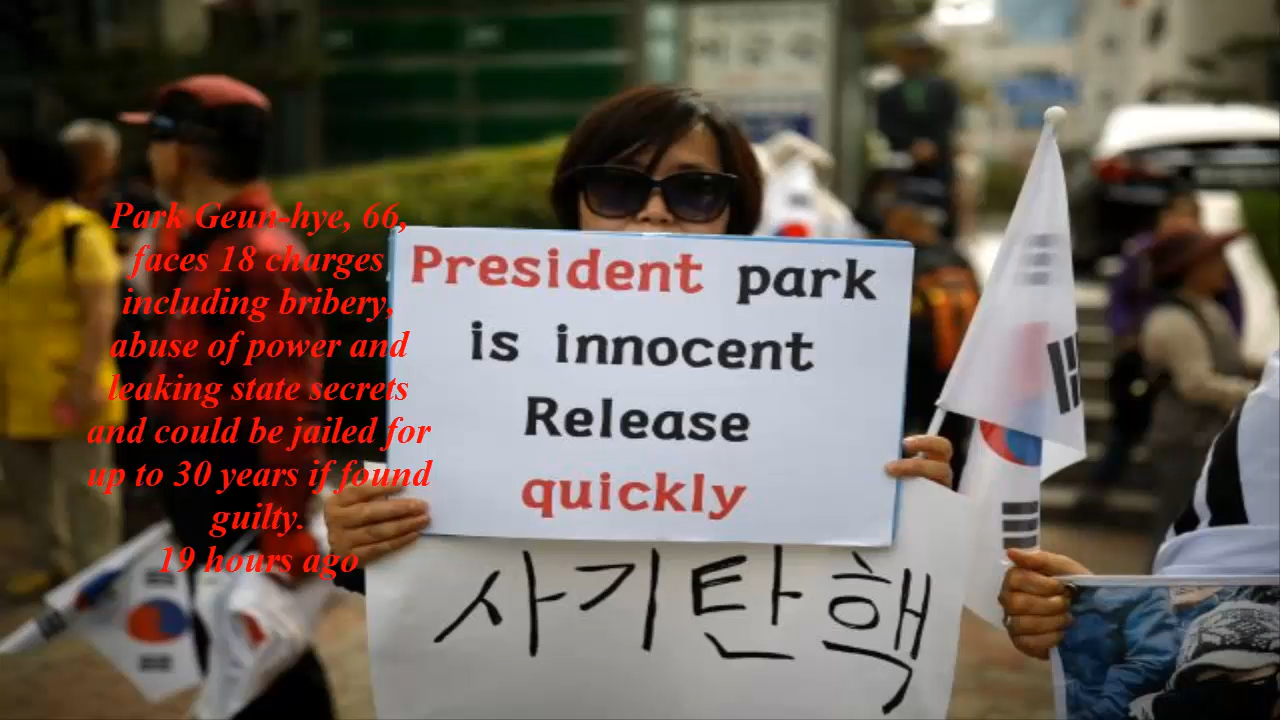 Park Geun-hye, 66,
faces 18 charges
including bribery,
abuse of power and
leaking state secrets
and could be jailed for
up to 30 years if found
guilty.
19 hours ago
President park
is innocent
Release
quickly
사기탄핵